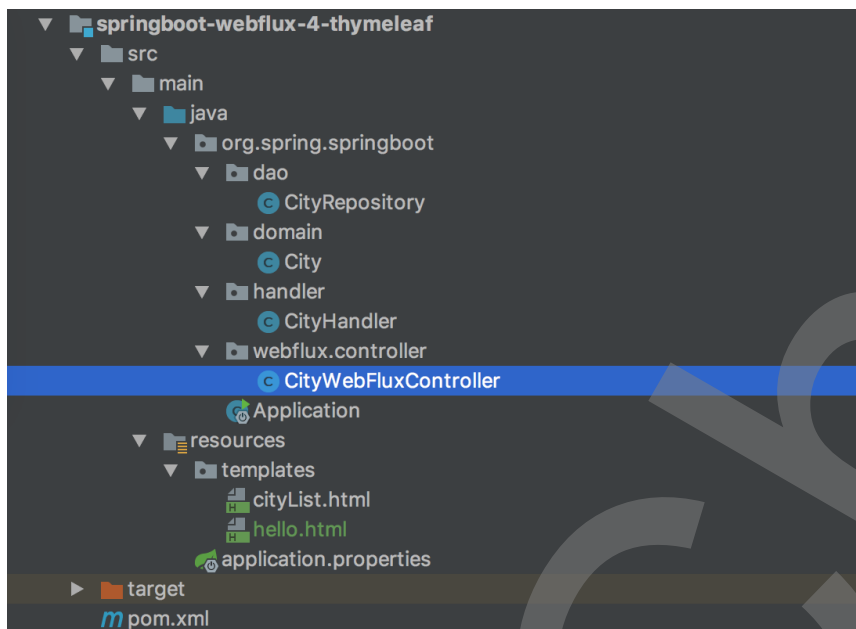 springboot-webflux-4-thymeleaf
src
main
java
org.spring.springboot
dao
CityRepository
domain
City
handler
CityHandler
webflux.controller
CityWebFluxController
Application
resources
templates
cityList.html
hello.html
application.properties
target
pom.xml